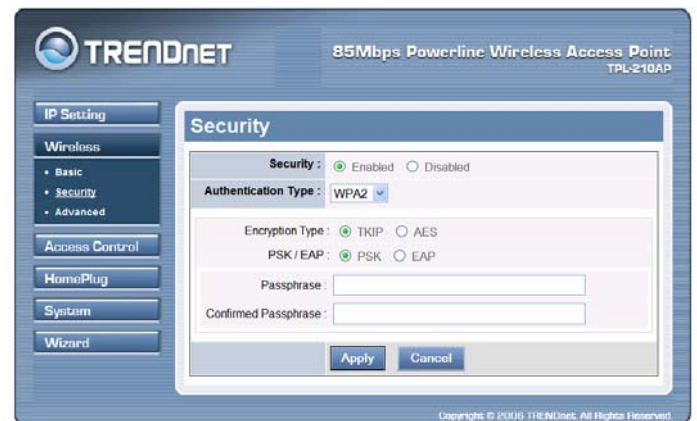 TRENDNET
85Mbps Powerline Wireless Access Point
TPL-210AP
IP Setting
Wireless
• Basic
• Security
• Advanced
Access Control
HomePlug
System
Wizard
Security
Security : Enabled Disabled
Authentication Type : WPA2
Encryption Type : TKIP AES
PSK / EAP : PSK EAP
Passphrase :
Confirmed Passphrase :
Apply Cancel
Copyright © 2006 TRENDnet. All Rights Reserved.